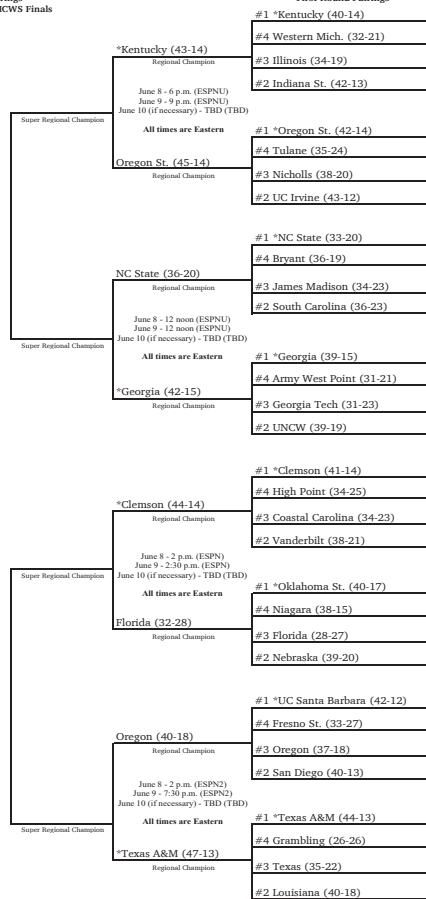 CWS Finals
#1 *Kentucky (40-14)
#4 Western Mich. (32-21)
*Kentucky (43-14)
Regional Champion
#3 Illinois (34-19)
#2 Indiana St. (42-13)
June 8 - 6 p.m. (ESPNU)
June 9 - 9 p.m. (ESPNU)
June 10 (if necessary) - TBD (TBD)
All times are Eastern
Super Regional Champion
#1 *Oregon St. (42-14)
#4 Tulane (35-24)
Oregon St. (45-14)
Regional Champion
#3 Nicholls (38-20)
#2 UC Irvine (43-12)
#1 *NC State (33-20)
#4 Bryant (36-19)
NC State (36-20)
Regional Champion
#3 James Madison (34-23)
#2 South Carolina (36-23)
June 8 - 12 noon (ESPNU)
June 9 - 12 noon (ESPNU)
June 10 (if necessary) - TBD (TBD)
All times are Eastern
Super Regional Champion
#1 *Georgia (39-15)
#4 Army West Point (31-21)
*Georgia (42-15)
Regional Champion
#3 Georgia Tech (31-23)
#2 UNCW (39-19)
#1 *Clemson (41-14)
#4 High Point (34-25)
*Clemson (44-14)
Regional Champion
#3 Coastal Carolina (34-23)
#2 Vanderbilt (38-21)
June 8 - 2 p.m. (ESPN)
June 9 - 2:30 p.m. (ESPN)
June 10 (if necessary) - TBD (TBD)
All times are Eastern
Super Regional Champion
#1 *Oklahoma St. (40-17)
#4 Niagara (38-15)
Florida (32-28)
Regional Champion
#3 Florida (28-27)
#2 Nebraska (39-20)
#1 *UC Santa Barbara (42-12)
#4 Fresno St. (33-27)
Oregon (40-18)
Regional Champion
#3 Oregon (37-18)
#2 San Diego (40-13)
June 8 - 2 p.m. (ESPN2)
June 9 - 7:30 p.m. (ESPN2)
June 10 (if necessary) - TBD (TBD)
All times are Eastern
Super Regional Champion
#1 *Texas A&M (44-13)
#4 Grambling (26-26)
*Texas A&M (47-13)
Regional Champion
#3 Texas (35-22)
#2 Louisiana (40-18)